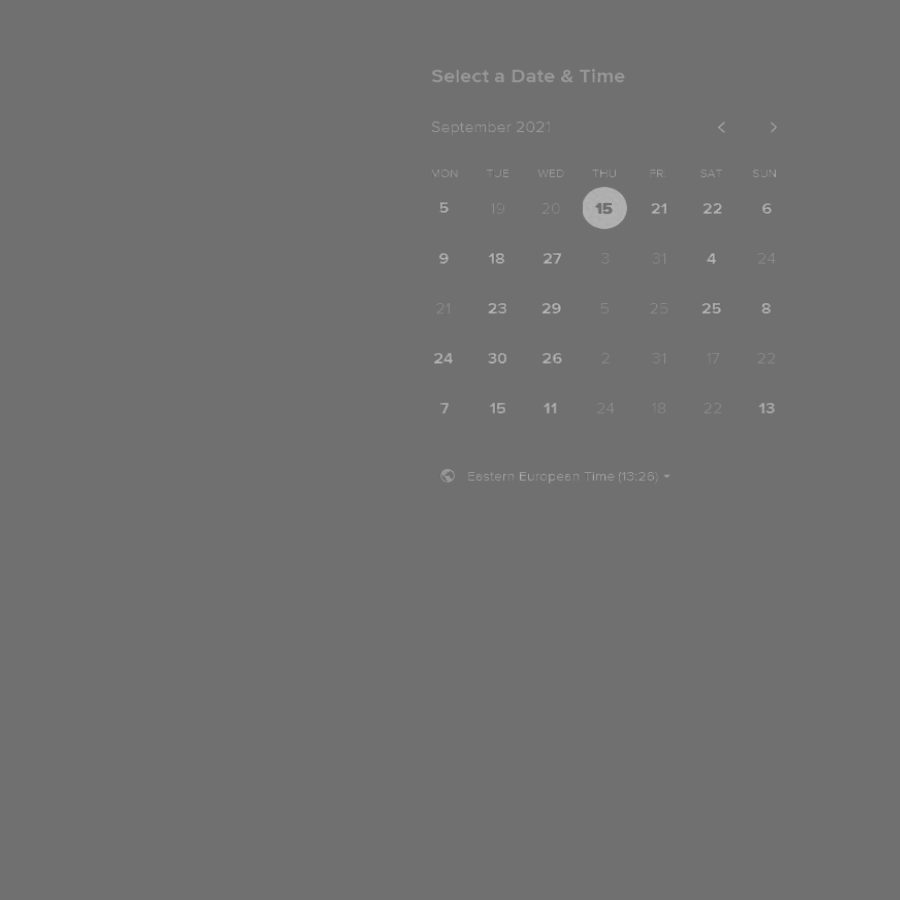 Select a Date & Time
September 2021
MON TUE WED THU FRI SAT SUN
5 19 20 15 21 22 6
9 18 27 3 31 4 24
21 23 29 5 25 25 8
24 30 26 2 31 17 22
7 15 11 24 18 22 13
Eastern European Time (13:26)